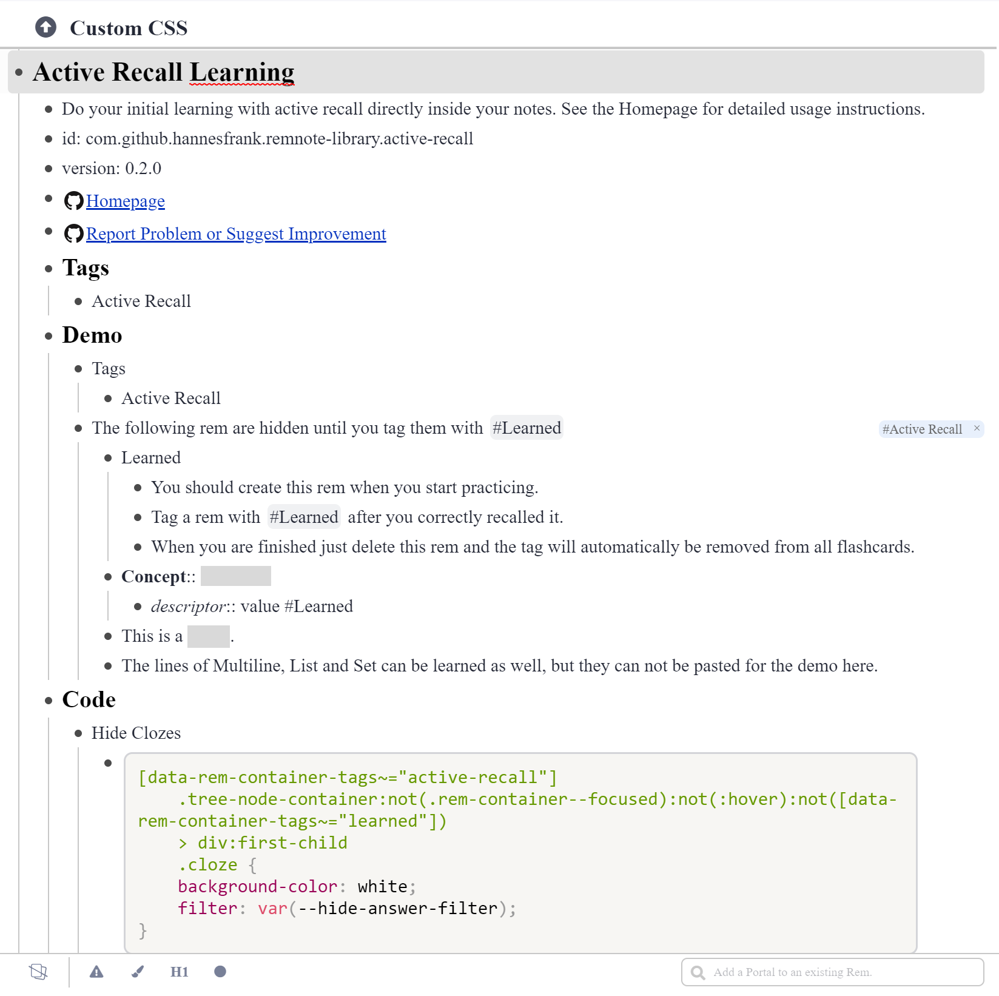 Custom CSS
Active Recall Learning
Do your initial learning with active recall directly inside your notes. See the Homepage for detailed usage instructions.
id: com.github.hannesfrank.remnote-library.active-recall
version: 0.2.0
Homepage
Report Problem or Suggest Improvement
Tags
Active Recall
Demo
Tags
Active Recall
The following rem are hidden until you tag them with #Learned
#Active Recall ×
Learned
You should create this rem when you start practicing.
Tag a rem with #Learned after you correctly recalled it.
When you are finished just delete this rem and the tag will automatically be removed from all flashcards.
Concept::
descriptor:: value #Learned
This is a .
The lines of Multiline, List and Set can be learned as well, but they can not be pasted for the demo here.
Code
Hide Clozes
[data-rem-container-tags~="active-recall"]
.tree-node-container:not(.rem-container--focused):not(:hover):not([data-
rem-container-tags~="learned"])
> div:first-child
.cloze {
background-color: white;
filter: var(--hide-answer-filter);
}
H1
Add a Portal to an existing Rem.